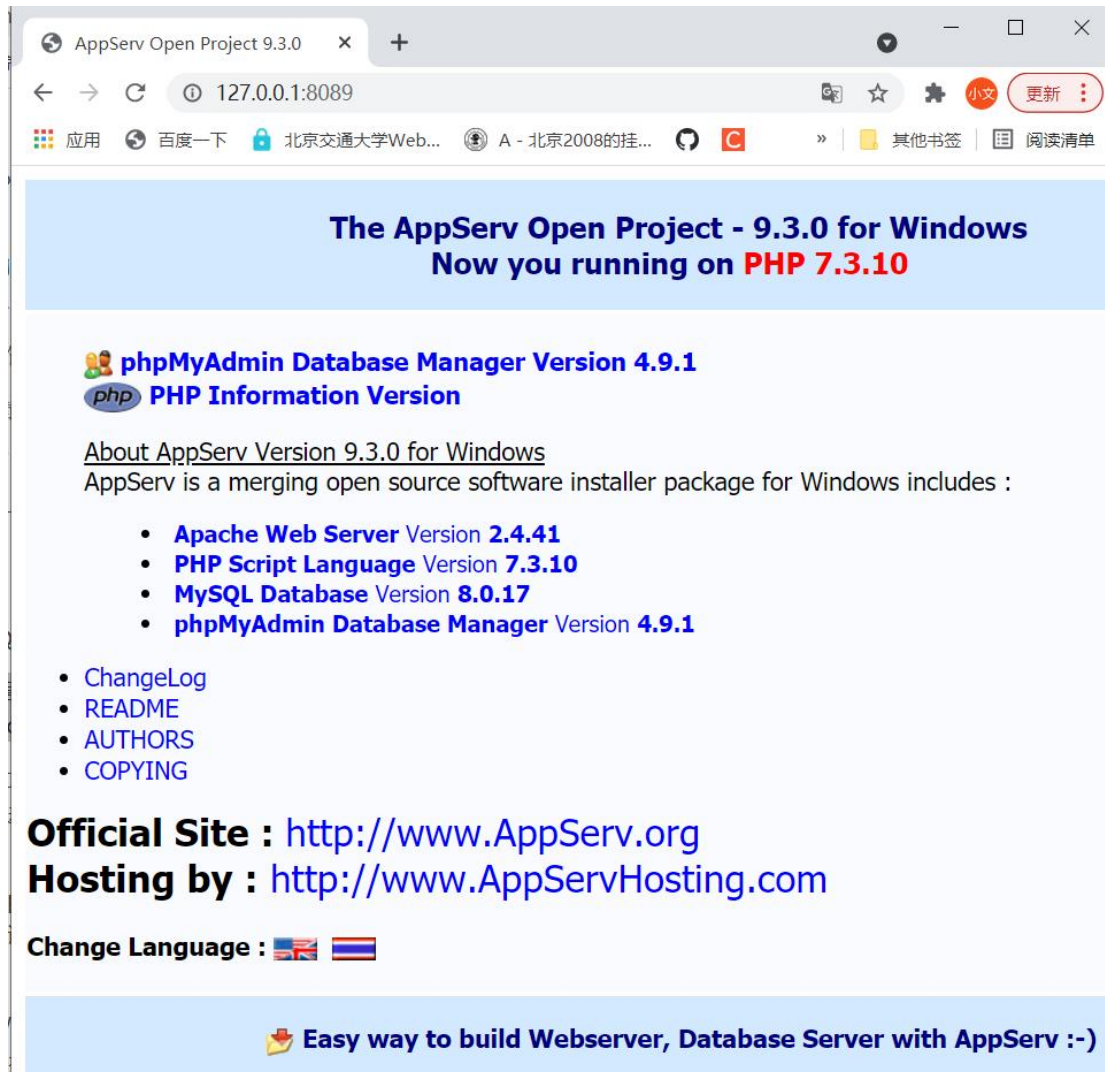 AppServ Open Project 9.3.0
127.0.0.1:8089
小文
更新
应用
百度一下
北京交通大学Web...
A - 北京2008的挂...
C
»
其他书签
阅读清单
The AppServ Open Project - 9.3.0 for Windows
Now you running on PHP 7.3.10
phpMyAdmin Database Manager Version 4.9.1
php PHP Information Version
About AppServ Version 9.3.0 for Windows
AppServ is a merging open source software installer package for Windows includes :
• Apache Web Server Version 2.4.41
• PHP Script Language Version 7.3.10
• MySQL Database Version 8.0.17
• phpMyAdmin Database Manager Version 4.9.1
• ChangeLog
• README
• AUTHORS
• COPYING
Official Site : http://www.AppServ.org
Hosting by : http://www.AppServHosting.com
Change Language :
Easy way to build Webserver, Database Server with AppServ :-)